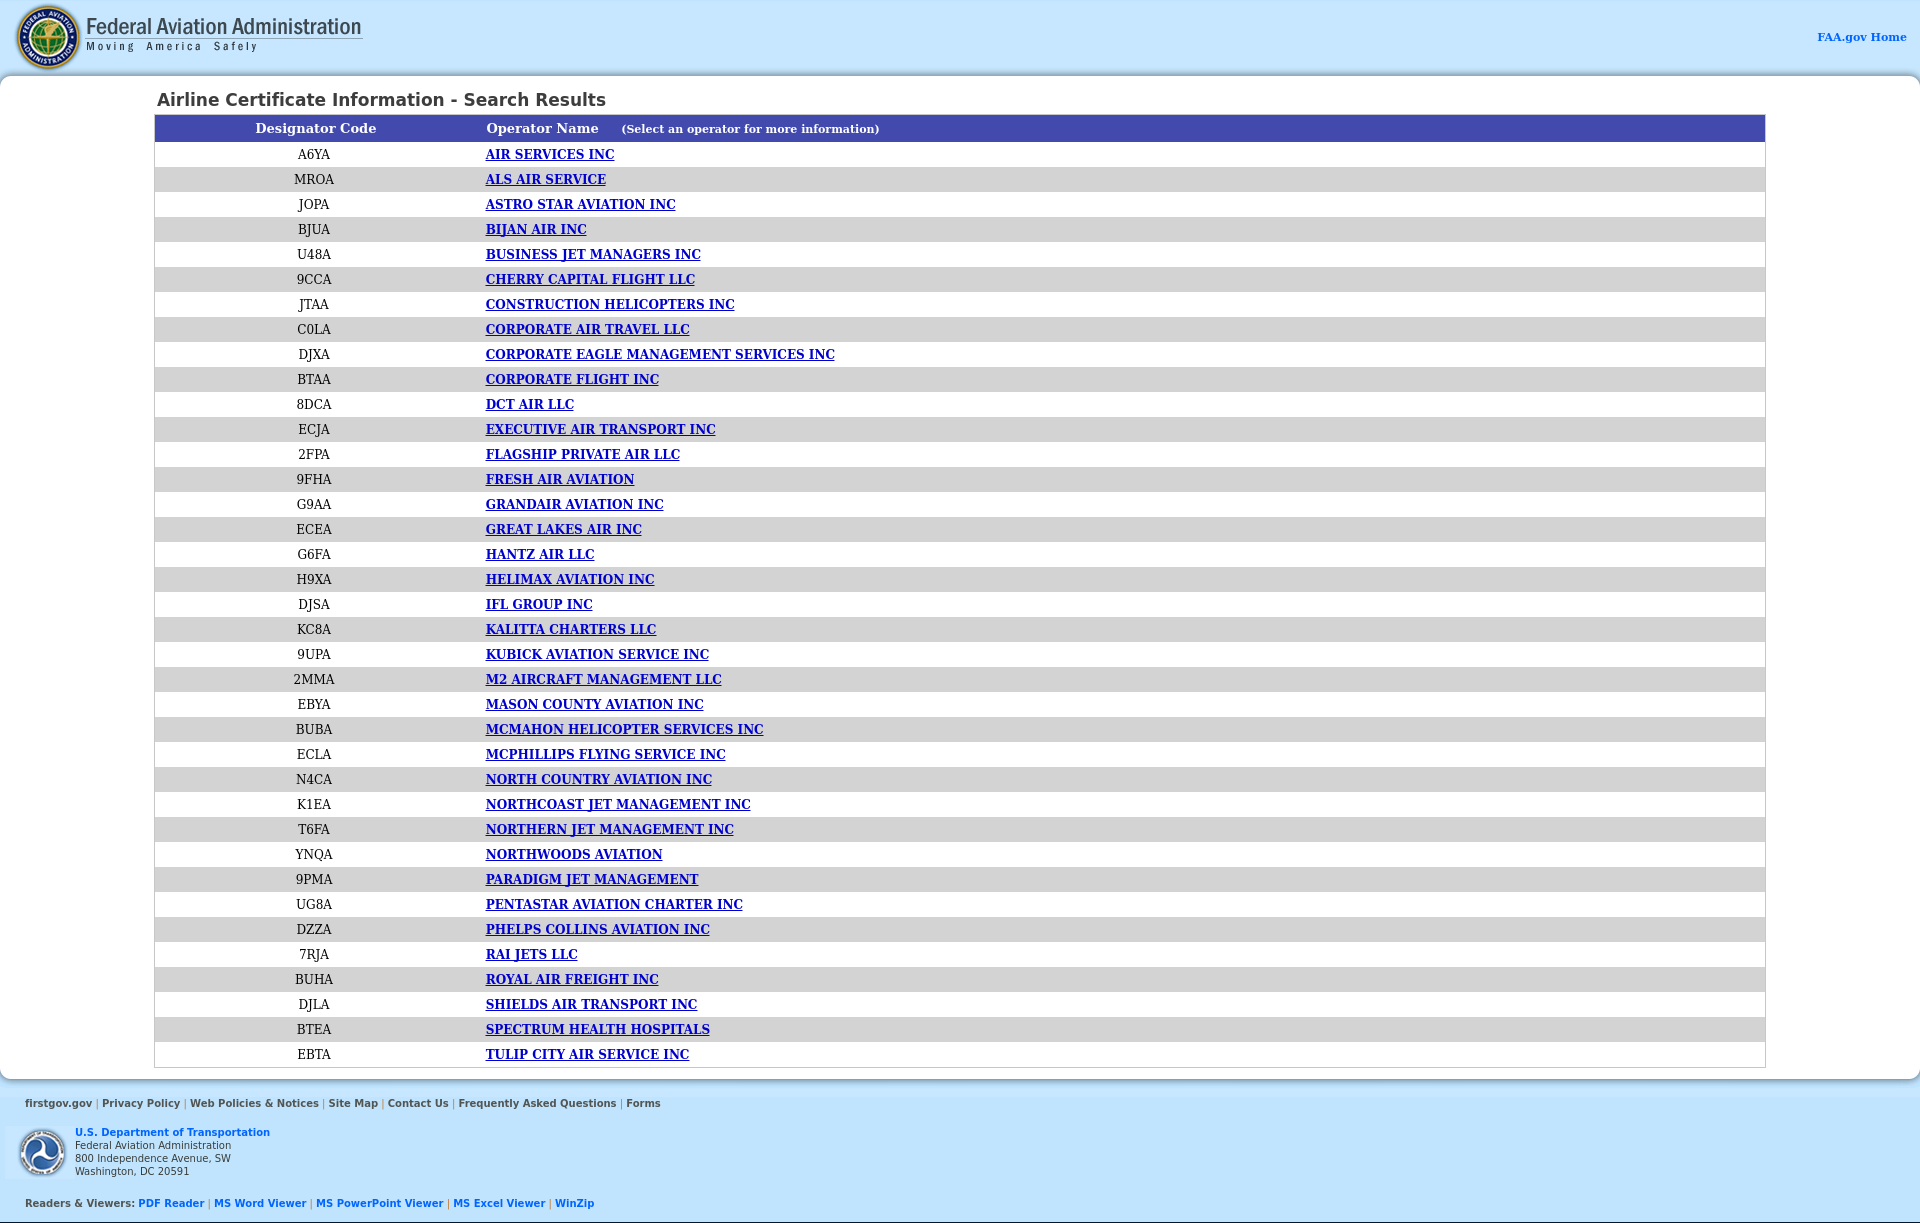 Federal Aviation Administration
Moving America Safely
FAA.gov Home
Airline Certificate Information - Search Results
Designator Code Operator Name (Select an operator for more information)
A6YA AIR SERVICES INC
MROA ALS AIR SERVICE
JOPA ASTRO STAR AVIATION INC
BJUA BIJAN AIR INC
U48A BUSINESS JET MANAGERS INC
9CCA CHERRY CAPITAL FLIGHT LLC
JTAA CONSTRUCTION HELICOPTERS INC
C0LA CORPORATE AIR TRAVEL LLC
DJXA CORPORATE EAGLE MANAGEMENT SERVICES INC
BTAA CORPORATE FLIGHT INC
8DCA DCT AIR LLC
ECJA EXECUTIVE AIR TRANSPORT INC
2FPA FLAGSHIP PRIVATE AIR LLC
9FHA FRESH AIR AVIATION
G9AA GRANDAIR AVIATION INC
ECEA GREAT LAKES AIR INC
G6FA HANTZ AIR LLC
H9XA HELIMAX AVIATION INC
DJSA IFL GROUP INC
KC8A KALITTA CHARTERS LLC
9UPA KUBICK AVIATION SERVICE INC
2MMA M2 AIRCRAFT MANAGEMENT LLC
EBYA MASON COUNTY AVIATION INC
BUBA MCMAHON HELICOPTER SERVICES INC
ECLA MCPHILLIPS FLYING SERVICE INC
N4CA NORTH COUNTRY AVIATION INC
K1EA NORTHCOAST JET MANAGEMENT INC
T6FA NORTHERN JET MANAGEMENT INC
YNQA NORTHWOODS AVIATION
9PMA PARADIGM JET MANAGEMENT
UG8A PENTASTAR AVIATION CHARTER INC
DZZA PHELPS COLLINS AVIATION INC
7RJA RAI JETS LLC
BUHA ROYAL AIR FREIGHT INC
DJLA SHIELDS AIR TRANSPORT INC
BTEA SPECTRUM HEALTH HOSPITALS
EBTA TULIP CITY AIR SERVICE INC
firstgov.gov | Privacy Policy | Web Policies & Notices | Site Map | Contact Us | Frequently Asked Questions | Forms
U.S. Department of Transportation
Federal Aviation Administration
800 Independence Avenue, SW
Washington, DC 20591
Readers & Viewers: PDF Reader | MS Word Viewer | MS PowerPoint Viewer | MS Excel Viewer | WinZip